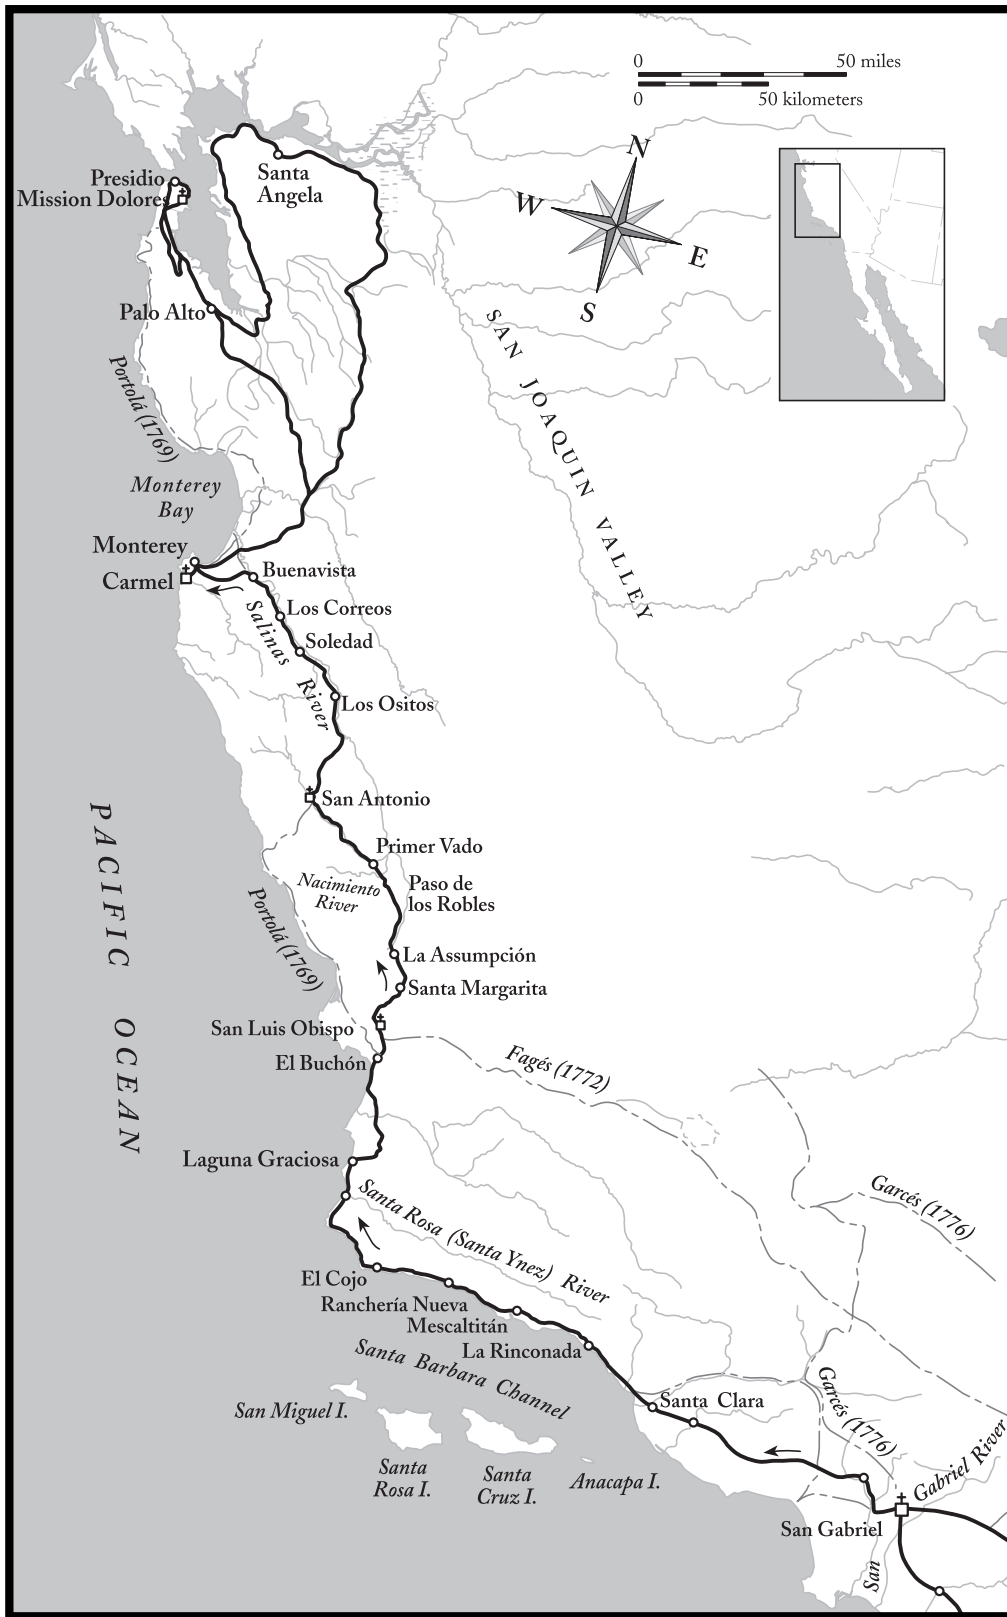 0 50 miles
0 50 kilometers
N
W
E
S
Presidio
Mission Dolores
Santa
Angela
Palo Alto
SAN JOAQUIN VALLEY
Portolá (1769)
Monterey
Bay
Monterey
Carmel
Buenavista
Los Correos
Salinas River
Soledad
Los Ositos
San Antonio
PACIFIC OCEAN
Primer Vado
Nacimiento
River
Paso de
los Robles
Portolá (1769)
La Assumpción
Santa Margarita
San Luis Obispo
El Buchón
Fagés (1772)
Laguna Graciosa
Santa Rosa (Santa Ynez) River
Garcés (1776)
El Cojo
Ranchería Nueva
Mescaltitán
La Rinconada
Santa Barbara Channel
Santa Clara
Garcés (1776)
San Miguel I.
Santa
Rosa I.
Santa
Cruz I.
Anacapa I.
San Gabriel
San Gabriel River